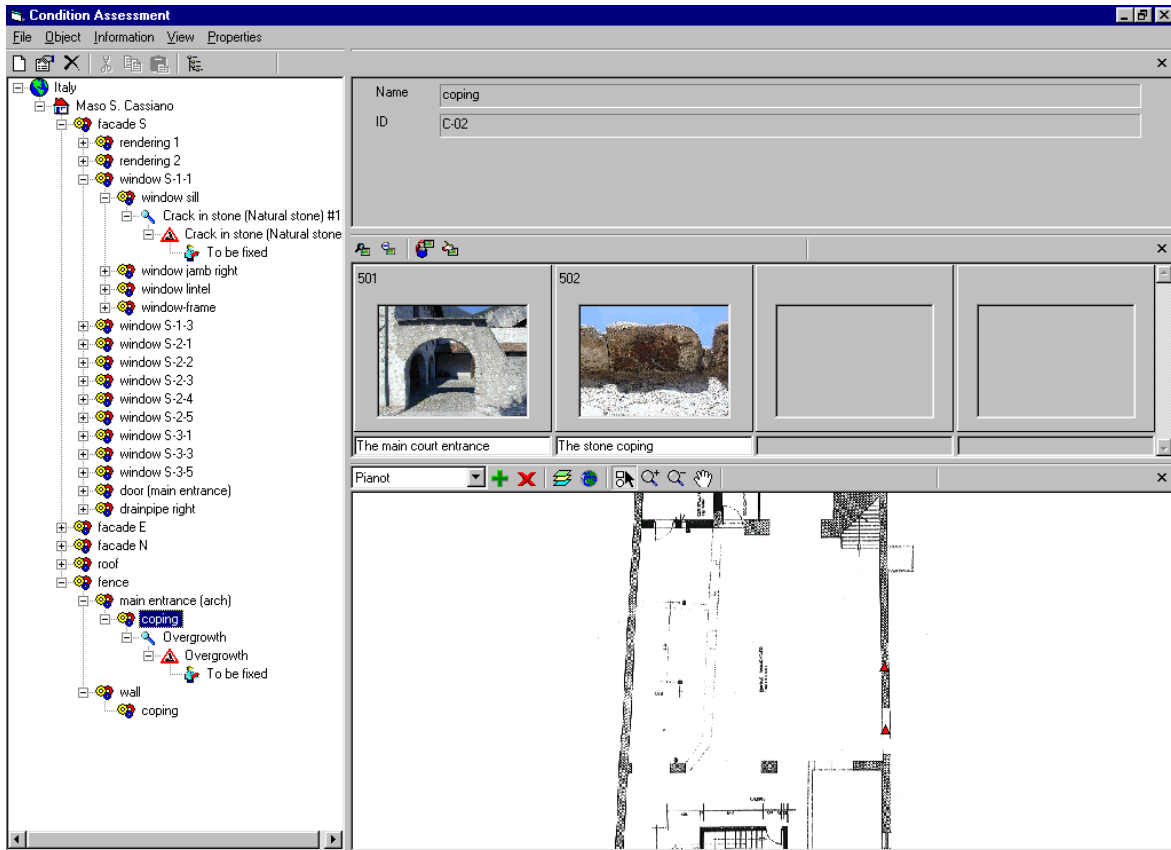 Condition Assessment
File Object Information View Properties
Italy
Maso S. Cassiano
facade S
rendering 1
rendering 2
window S-1-1
window sill
Crack in stone (Natural stone) #1
Crack in stone (Natural stone
To be fixed
window jamb right
window lintel
window-frame
window S-1-3
window S-2-1
window S-2-2
window S-2-3
window S-2-4
window S-2-5
window S-3-1
window S-3-3
window S-3-5
door (main entrance)
drainpipe right
facade E
facade N
roof
fence
main entrance (arch)
coping
Overgrowth
Overgrowth
To be fixed
wall
coping
Name coping
ID C-02
501 502
The main court entrance The stone coping
Pianot